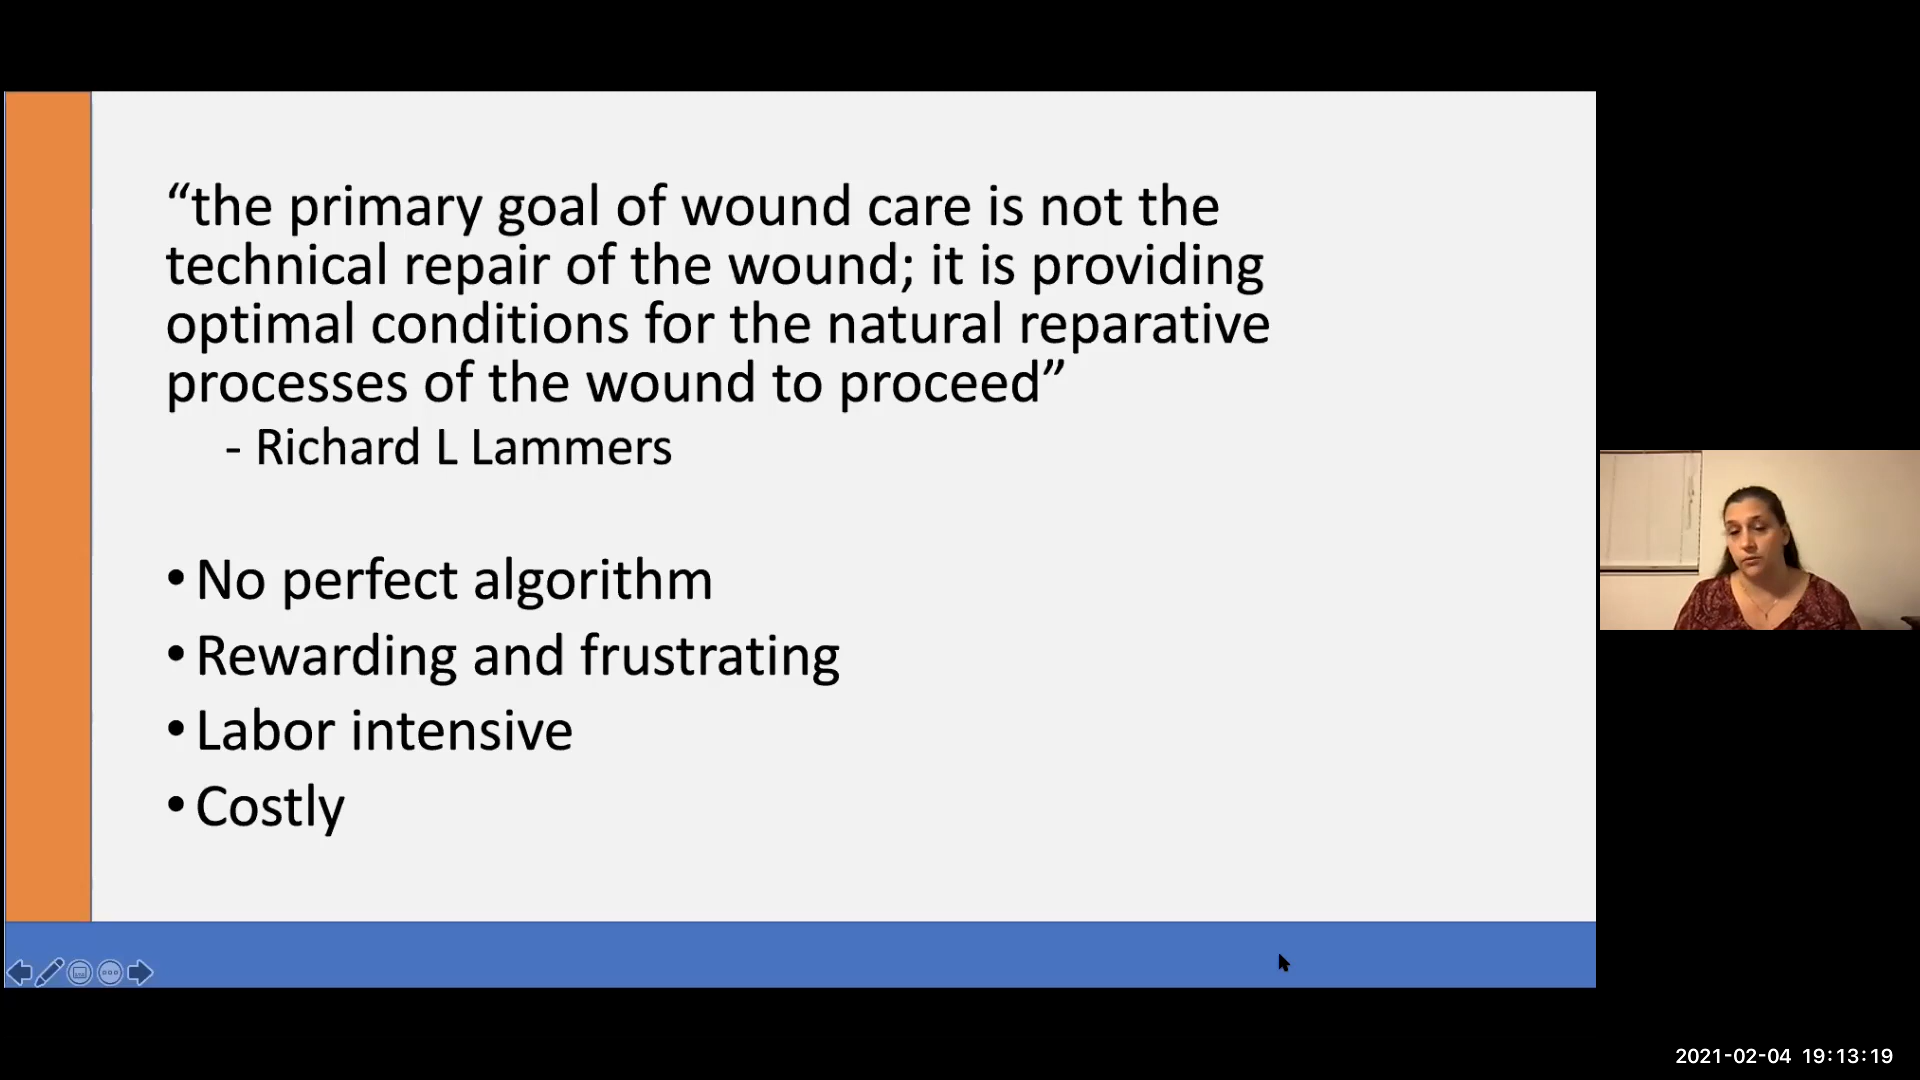 “the primary goal of wound care is not the
technical repair of the wound; it is providing
optimal conditions for the natural reparative
processes of the wound to proceed”
- Richard L Lammers
• No perfect algorithm
• Rewarding and frustrating
• Labor intensive
• Costly
2021-02-04 19:13:19